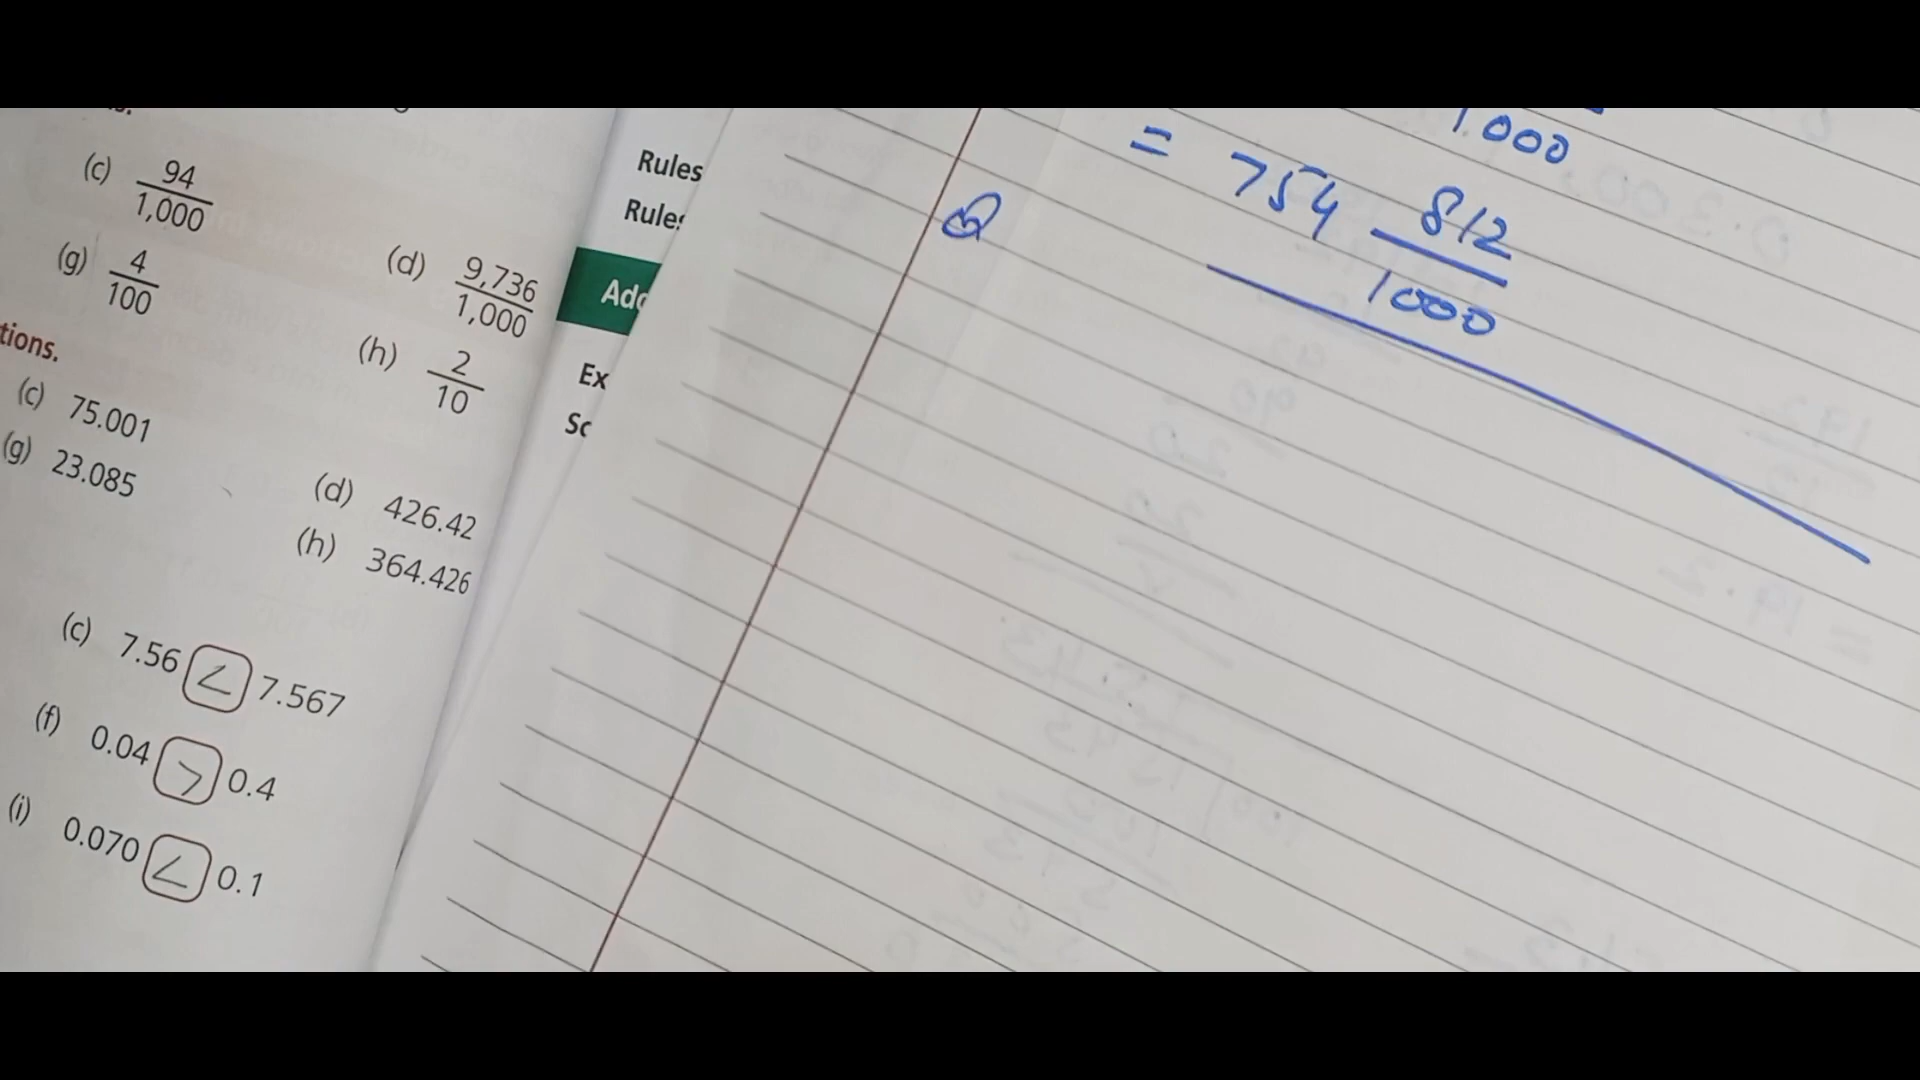 (c) 94/1,000
(d) 9,736/1,000
(g) 4/100
(h) 2/10
tions.
(c) 75.001
(d) 426.42
(g) 23.085
(h) 364.426
(c) 7.56 < 7.567
(f) 0.04 > 0.4
(i) 0.070 < 0.1
Rules
Rules
Add
Ex
1000
= 754 812/1000